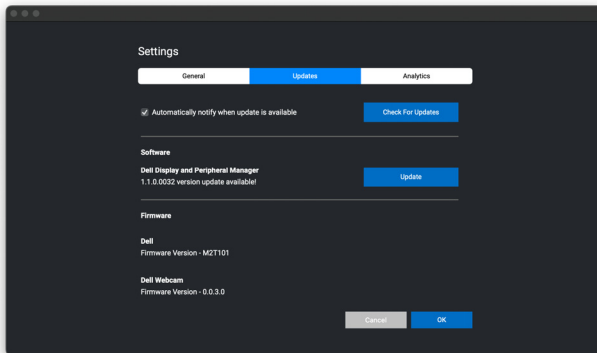 Settings
General
Updates
Analytics
Automatically notify when update is available
Check For Updates
Software
Dell Display and Peripheral Manager
1.1.0.0032 version update available!
Update
Firmware
Dell
Firmware Version - M2T101
Dell Webcam
Firmware Version - 0.0.3.0
Cancel
OK